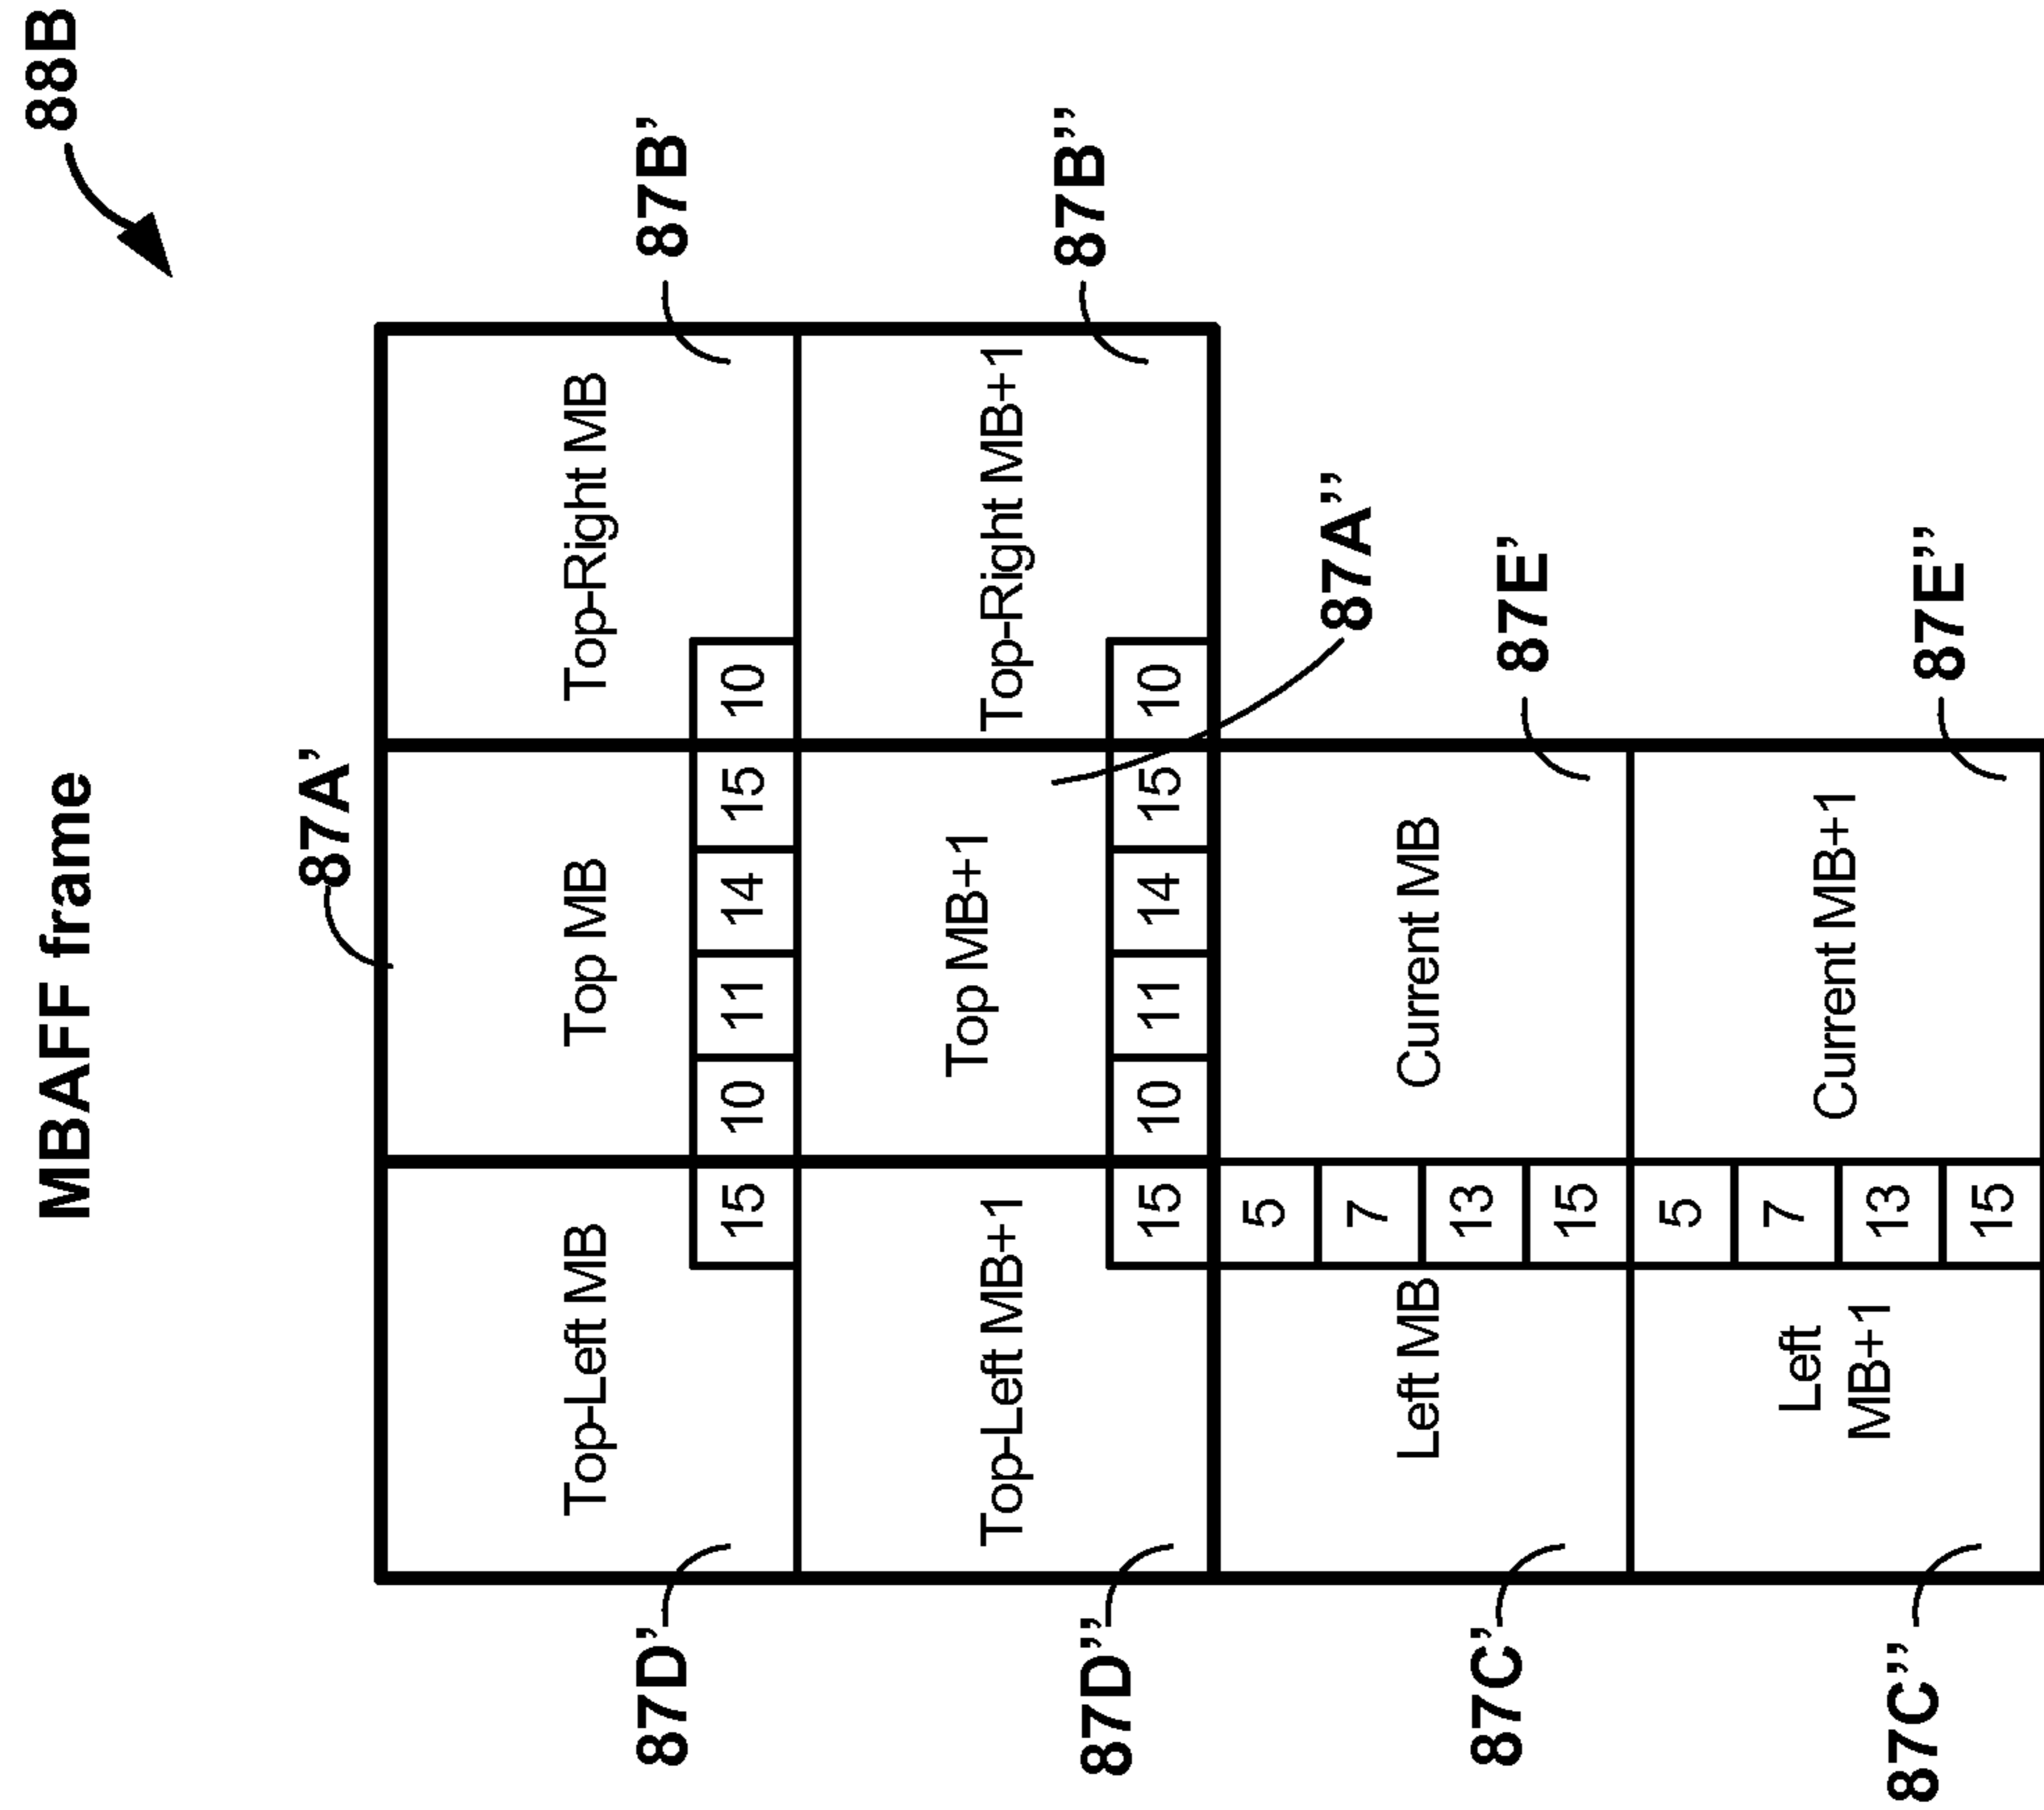 MBAFF frame
88B
87A’
Top-Left MB
Top MB
Top-Right MB
87D’
87B’
15 10 11 14 15 10
Top-Left MB+1
Top MB+1
Top-Right MB+1
87D’’
87B’’
15 10 11 14 15 10
87A’’
5
7
13
15
Left MB
Current MB
87C’
87E’
5
7
13
15
Left
MB+1
Current MB+1
87C’’
87E’’